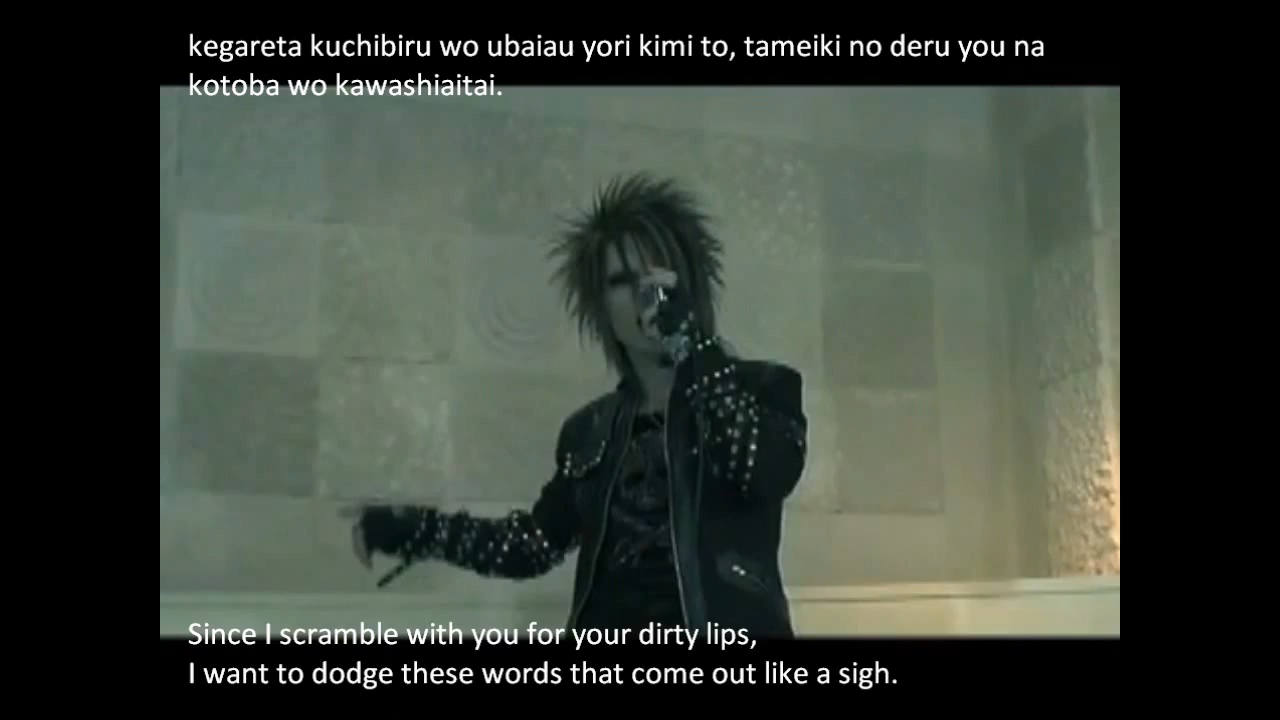 kegareta kuchibiru wo ubaiau yori kimi to, tameiki no deru you na
kotoba wo kawashiaitai.
Since I scramble with you for your dirty lips,
I want to dodge these words that come out like a sigh.